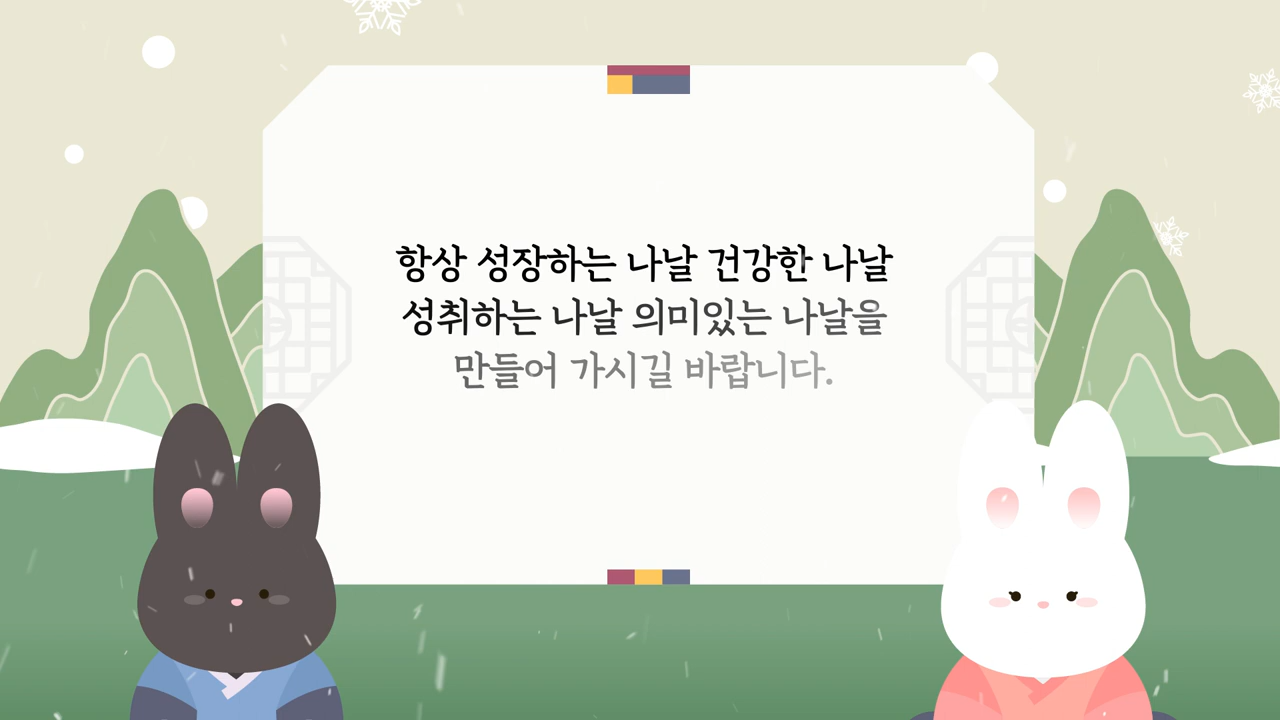 항상 성장하는 나날 건강한 나날
성취하는 나날 의미있는 나날을
만들어 가시길 바랍니다.